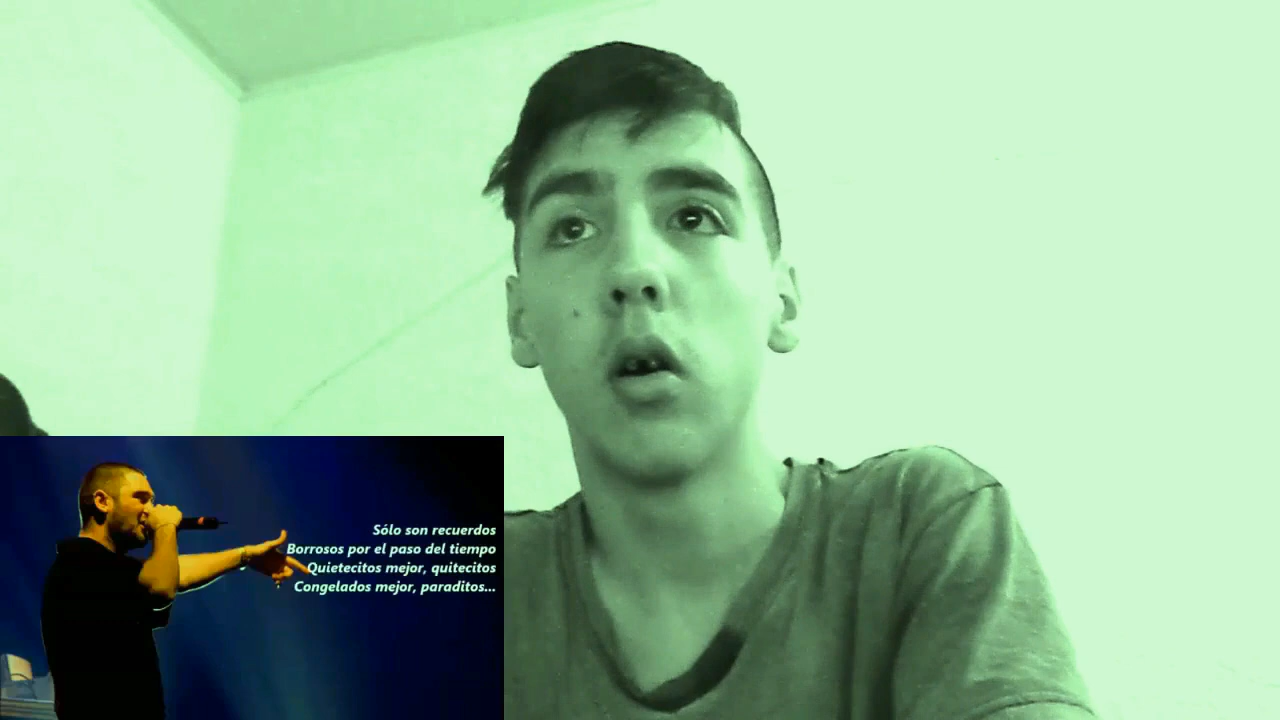 Sólo son recuerdos
Borrosos por el paso del tiempo
Quietecitos mejor, quitecitos
Congelados mejor, paraditos...